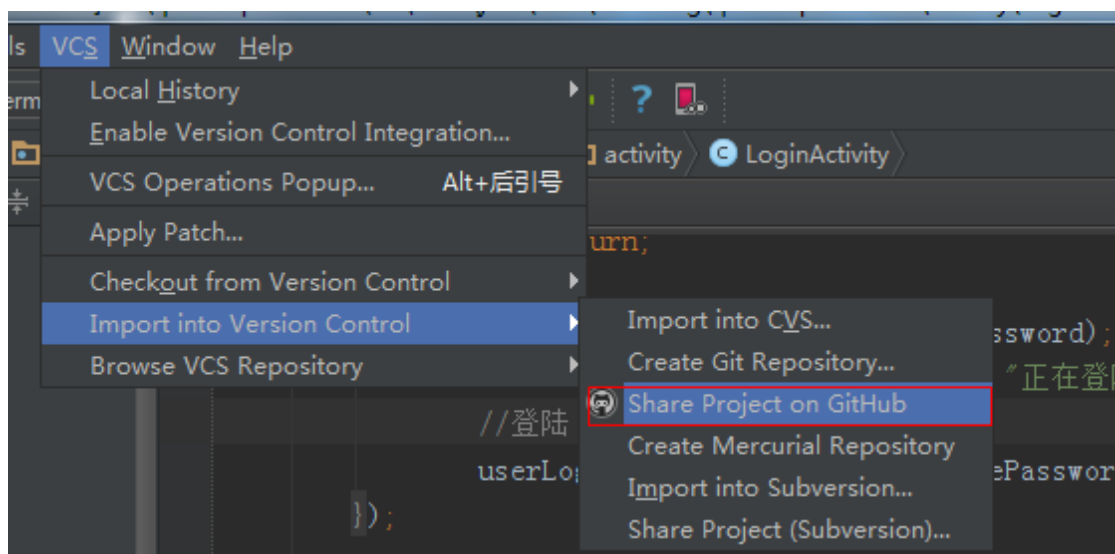 ls VCS Window Help
Local History
Enable Version Control Integration...
activity LoginActivity
VCS Operations Popup... Alt+后引号
Apply Patch...
urn;
Checkout from Version Control
Import into Version Control
Import into CVS...
ssword);
Browse VCS Repository
Create Git Repository...
"正在登
Share Project on GitHub
//登陆
Create Mercurial Repository
userLo
ePasswor
Import into Subversion...
});
Share Project (Subversion)...